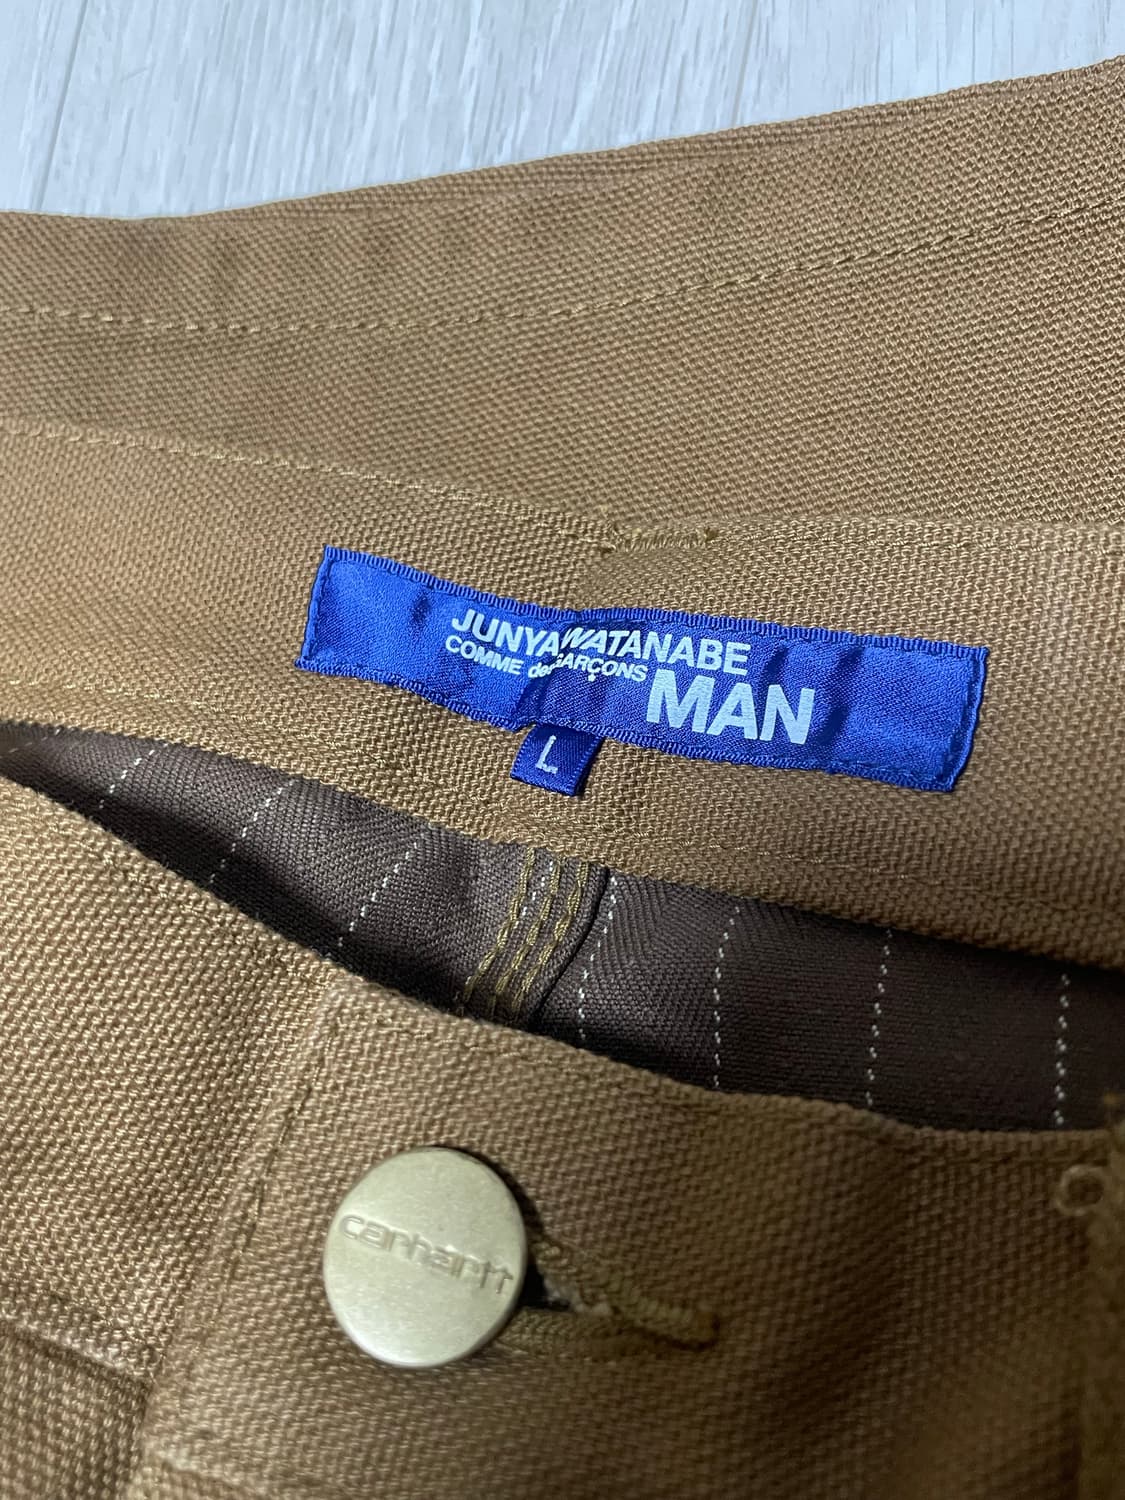 JUNYA WATANABE
COMME des GARÇONS
MAN
L
carhartt